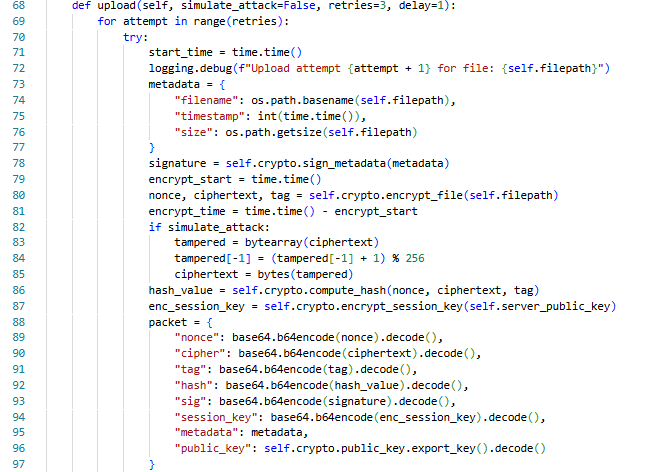 68 def upload(self, simulate_attack=False, retries=3, delay=1):
69 for attempt in range(retries):
70 try:
71 start_time = time.time()
72 logging.debug(f"Upload attempt {attempt + 1} for file: {self.filepath}")
73 metadata = {
74 "filename": os.path.basename(self.filepath),
75 "timestamp": int(time.time()),
76 "size": os.path.getsize(self.filepath)
77 }
78 signature = self.crypto.sign_metadata(metadata)
79 encrypt_start = time.time()
80 nonce, ciphertext, tag = self.crypto.encrypt_file(self.filepath)
81 encrypt_time = time.time() - encrypt_start
82 if simulate_attack:
83 tampered = bytearray(ciphertext)
84 tampered[-1] = (tampered[-1] + 1) % 256
85 ciphertext = bytes(tampered)
86 hash_value = self.crypto.compute_hash(nonce, ciphertext, tag)
87 enc_session_key = self.crypto.encrypt_session_key(self.server_public_key)
88 packet = {
89 "nonce": base64.b64encode(nonce).decode(),
90 "cipher": base64.b64encode(ciphertext).decode(),
91 "tag": base64.b64encode(tag).decode(),
92 "hash": base64.b64encode(hash_value).decode(),
93 "sig": base64.b64encode(signature).decode(),
94 "session_key": base64.b64encode(enc_session_key).decode(),
95 "metadata": metadata,
96 "public_key": self.crypto.public_key.export_key().decode()
97 }